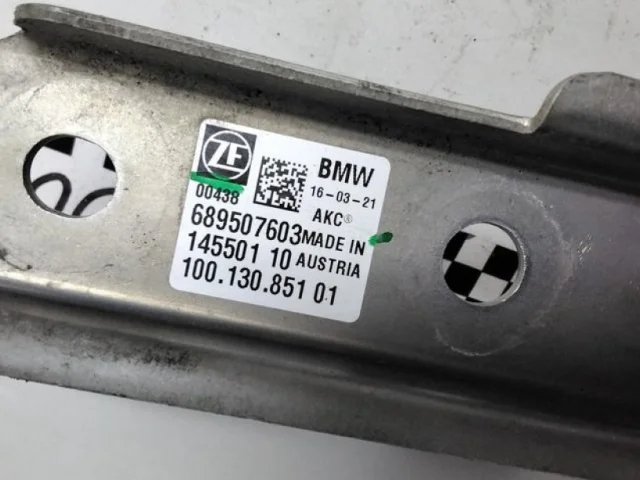 ZF
BMW
00438
16-03-21
AKC®
689507603 MADE IN
145501 10 AUSTRIA
100.130.851 01